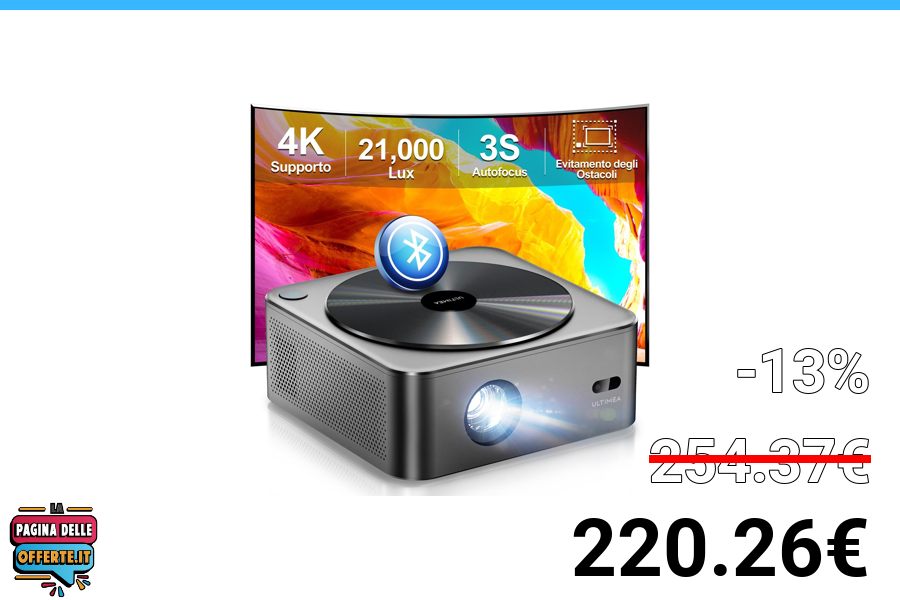 4K
Supporto
21,000
Lux
3S
Autofocus
Evitamento degli
Ostacoli
ULTIMEA
ULTIMEA
-13%
254.37€
220.26€
LA
PAGINA DELLE
OFFERTE.IT